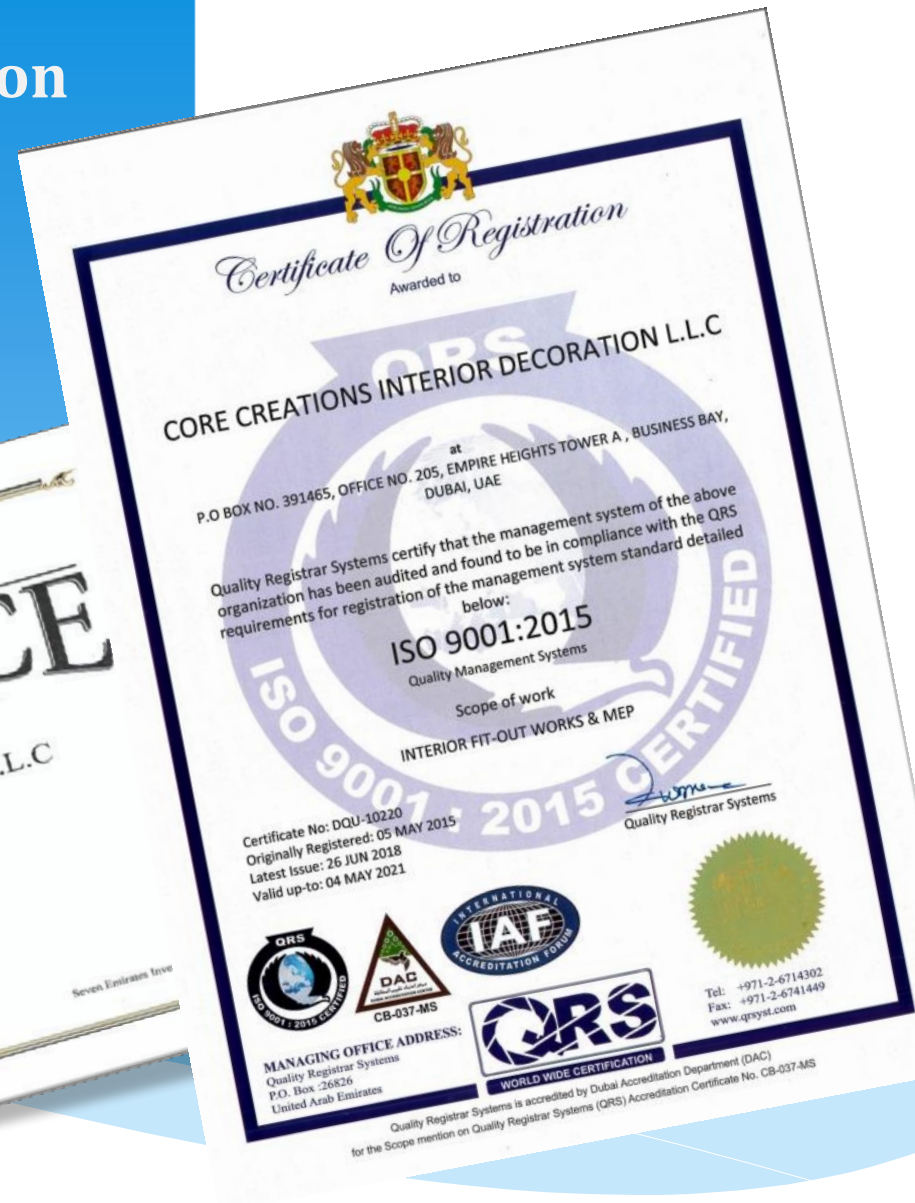 on
CE
.L.C
Seven Emirates Inve
Certificate Of Registration
Awarded to
QRS
CORE CREATIONS INTERIOR DECORATION L.L.C
at
P.O BOX NO. 391465, OFFICE NO. 205, EMPIRE HEIGHTS TOWER A , BUSINESS BAY,
DUBAI, UAE
Quality Registrar Systems certify that the management system of the above
organization has been audited and found to be in compliance with the QRS
requirements for registration of the management system standard detailed
below:
ISO 9001:2015
Quality Management Systems
Scope of work
INTERIOR FIT-OUT WORKS & MEP
ISO 9001 : 2015 CERTIFIED
Quality Registrar Systems
Certificate No: DQU-10220
Originally Registered: 05 MAY 2015
Latest Issue: 26 JUN 2018
Valid up-to: 04 MAY 2021
QRS
ISO 9001 : 2015 CERTIFIED
DAC
CB-037-MS
INTERNATIONAL
IAF
ACCREDITATION FORUM
MANAGING OFFICE ADDRESS:
Quality Registrar Systems
P.O. Box :26826
United Arab Emirates
QRS
WORLD WIDE CERTIFICATION
Tel: +971-2-6714302
Fax: +971-2-6741449
www.qrsyst.com
Quality Registrar Systems is accredited by Dubai Accreditation Department (DAC)
for the Scope mention on Quality Registrar Systems (QRS) Accreditation Certificate No. CB-037-MS